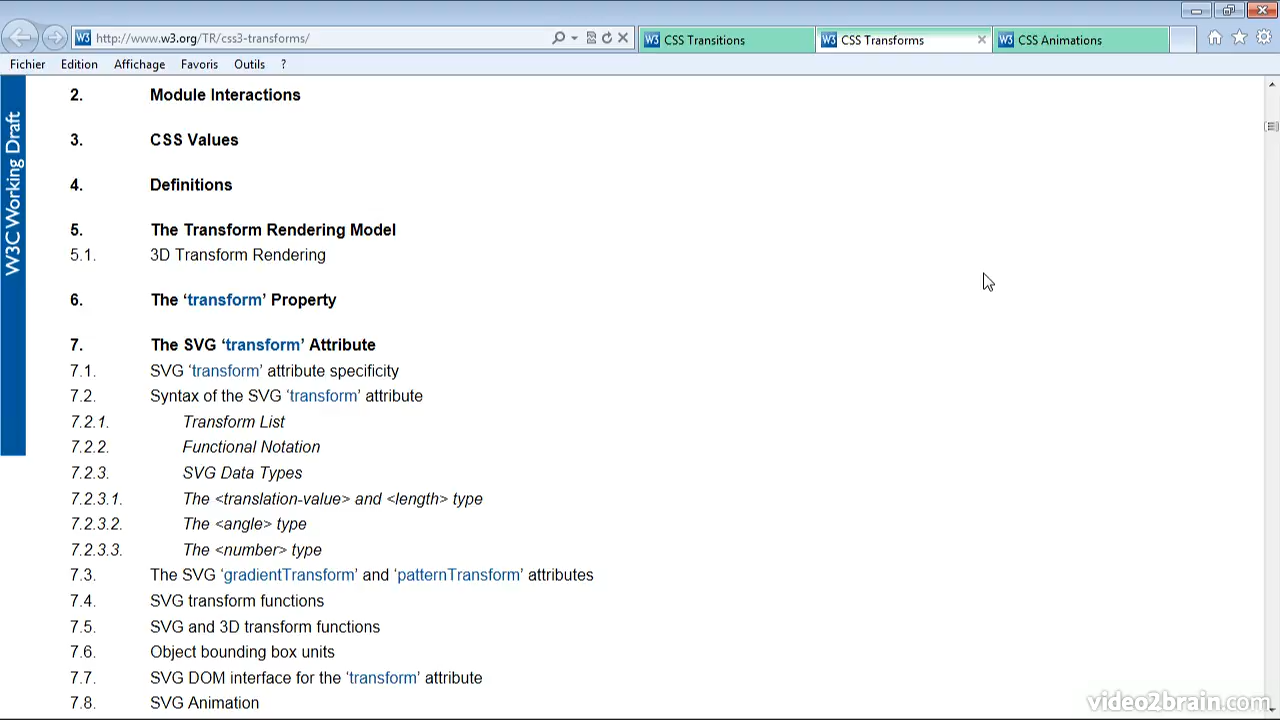 http://www.w3.org/TR/css3-transforms/
CSS Transitions
CSS Transforms
CSS Animations
Fichier Edition Affichage Favoris Outils ?
W3C Working Draft
2. Module Interactions
3. CSS Values
4. Definitions
5. The Transform Rendering Model
5.1. 3D Transform Rendering
6. The ‘transform’ Property
7. The SVG ‘transform’ Attribute
7.1. SVG ‘transform’ attribute specificity
7.2. Syntax of the SVG ‘transform’ attribute
7.2.1. Transform List
7.2.2. Functional Notation
7.2.3. SVG Data Types
7.2.3.1. The <translation-value> and <length> type
7.2.3.2. The <angle> type
7.2.3.3. The <number> type
7.3. The SVG ‘gradientTransform’ and ‘patternTransform’ attributes
7.4. SVG transform functions
7.5. SVG and 3D transform functions
7.6. Object bounding box units
7.7. SVG DOM interface for the ‘transform’ attribute
7.8. SVG Animation
video2brain.com